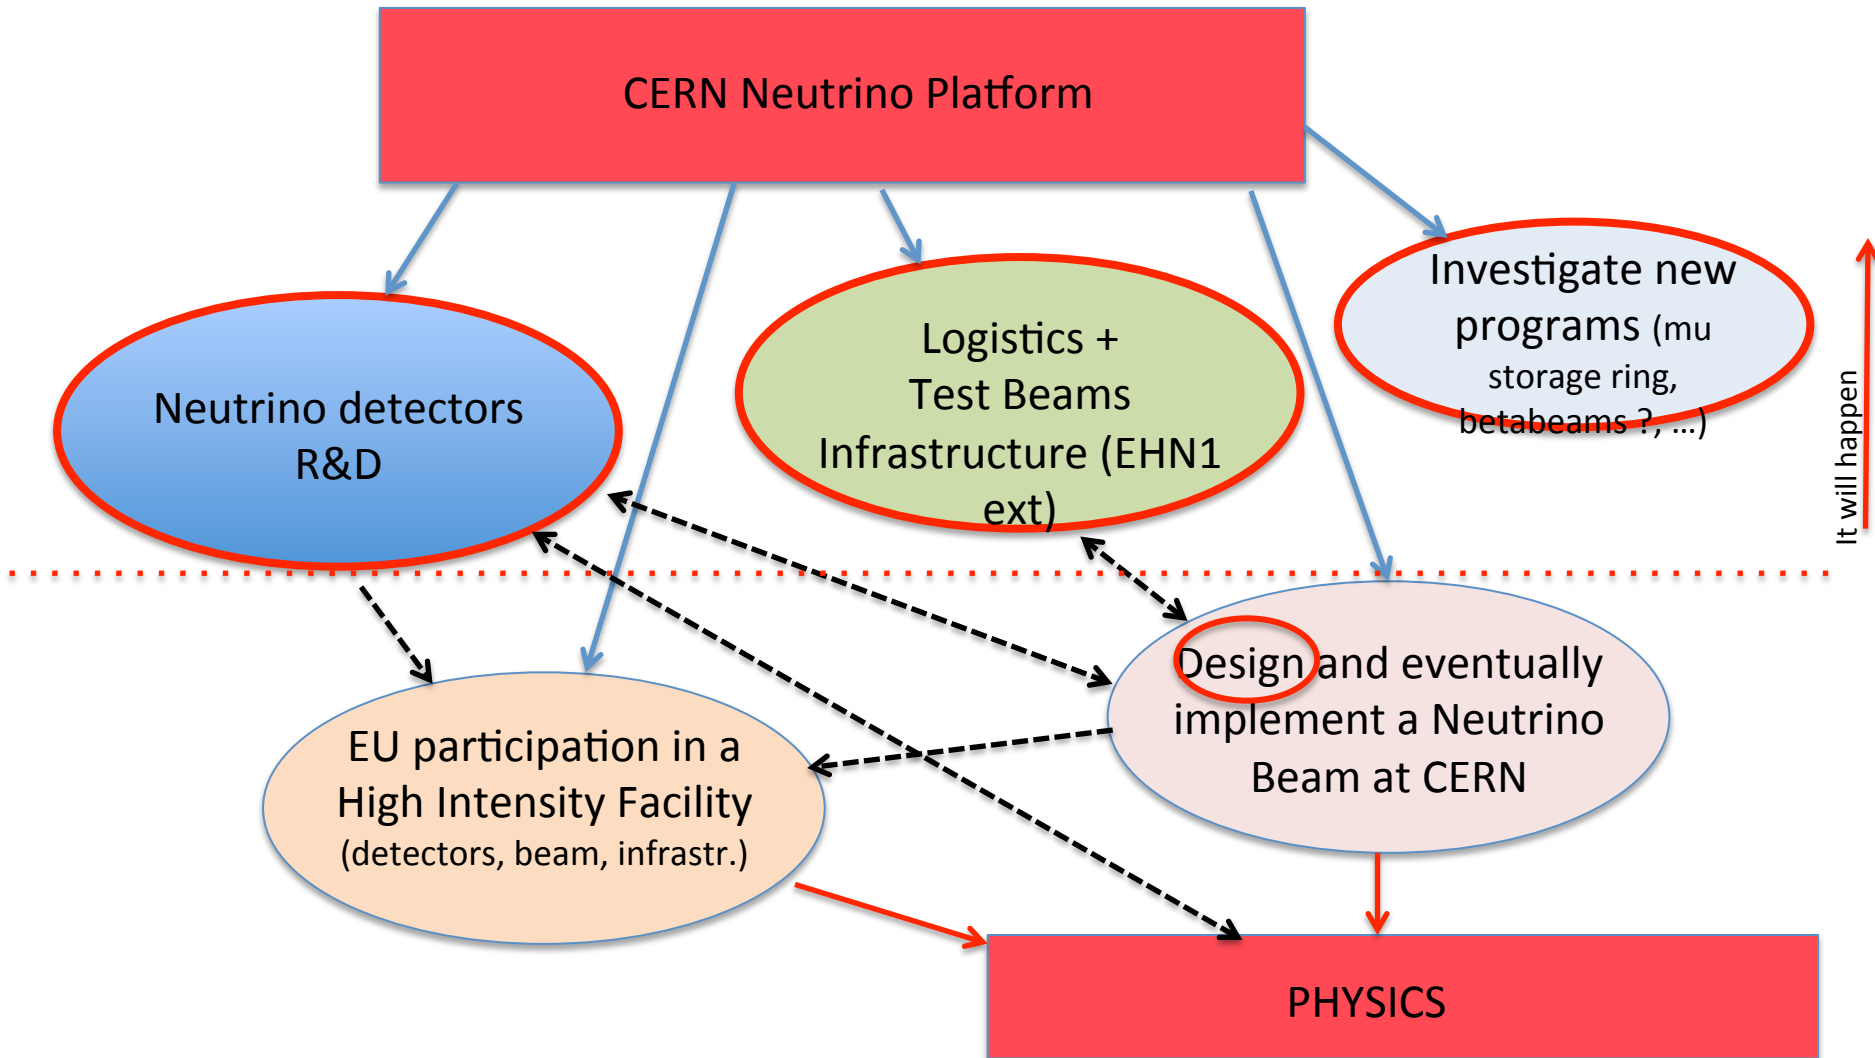 CERN Neutrino Platform
Investigate new
programs (mu
storage ring,
betabeams ?, ...)
It will happen
Logistics +
Test Beams
Infrastructure (EHN1
ext)
Neutrino detectors
R&D
Design and eventually
implement a Neutrino
Beam at CERN
EU participation in a
High Intensity Facility
(detectors, beam, infrastr.)
PHYSICS